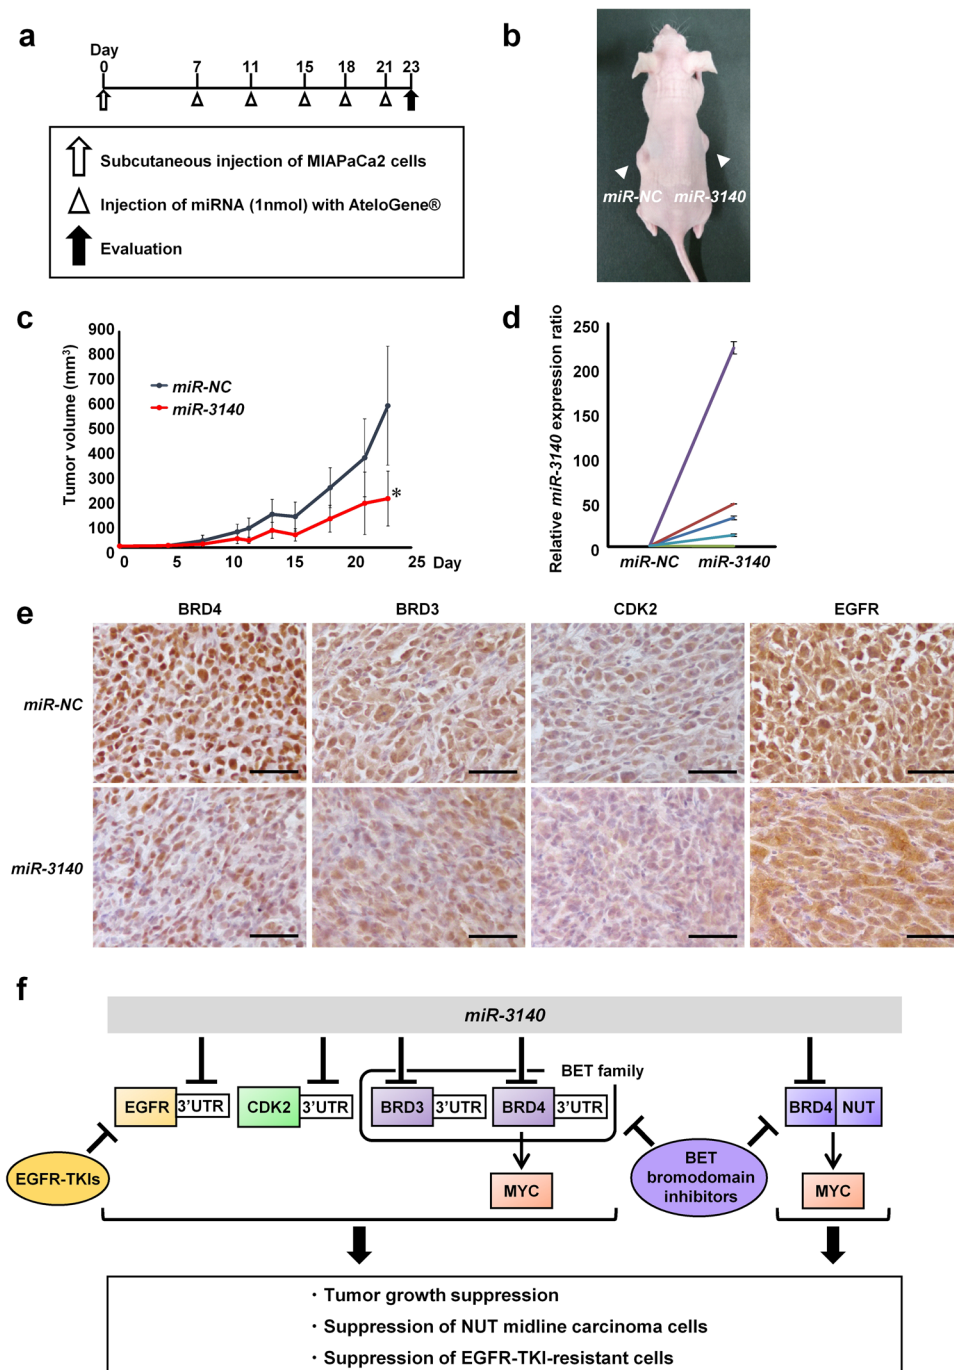 a
Day
0 7 11 15 18 21 23
Subcutaneous injection of MIAPaCa2 cells
Injection of miRNA (1nmol) with AteloGene®
Evaluation
b
miR-NC miR-3140
c
Tumor volume (mm³)
900
800
700
600
500
400
300
200
100
0
miR-NC
miR-3140
*
0 5 10 15 20 25 Day
d
Relative miR-3140 expression ratio
250
200
150
100
50
0
miR-NC miR-3140
e
BRD4 BRD3 CDK2 EGFR
miR-NC
miR-3140
f
miR-3140
BET family
EGFR 3'UTR CDK2 3'UTR BRD3 3'UTR BRD4 3'UTR BRD4 NUT
EGFR-TKIs
BET
bromodomain
inhibitors
MYC MYC
・Tumor growth suppression
・Suppression of NUT midline carcinoma cells
・Suppression of EGFR-TKI-resistant cells